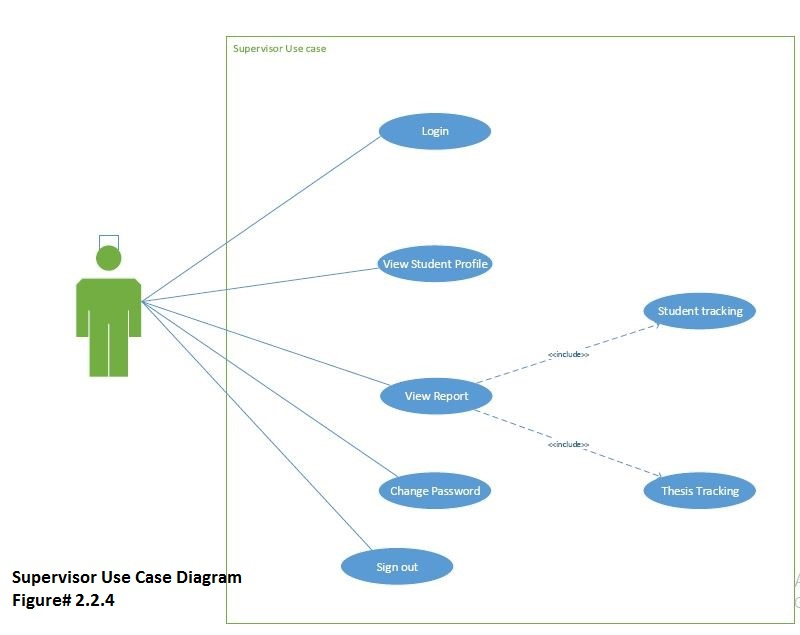 Supervisor Use case
Login
View Student Profile
Student tracking
<<include>>
View Report
<<include>>
Change Password
Thesis Tracking
Sign out
Supervisor Use Case Diagram
Figure# 2.2.4